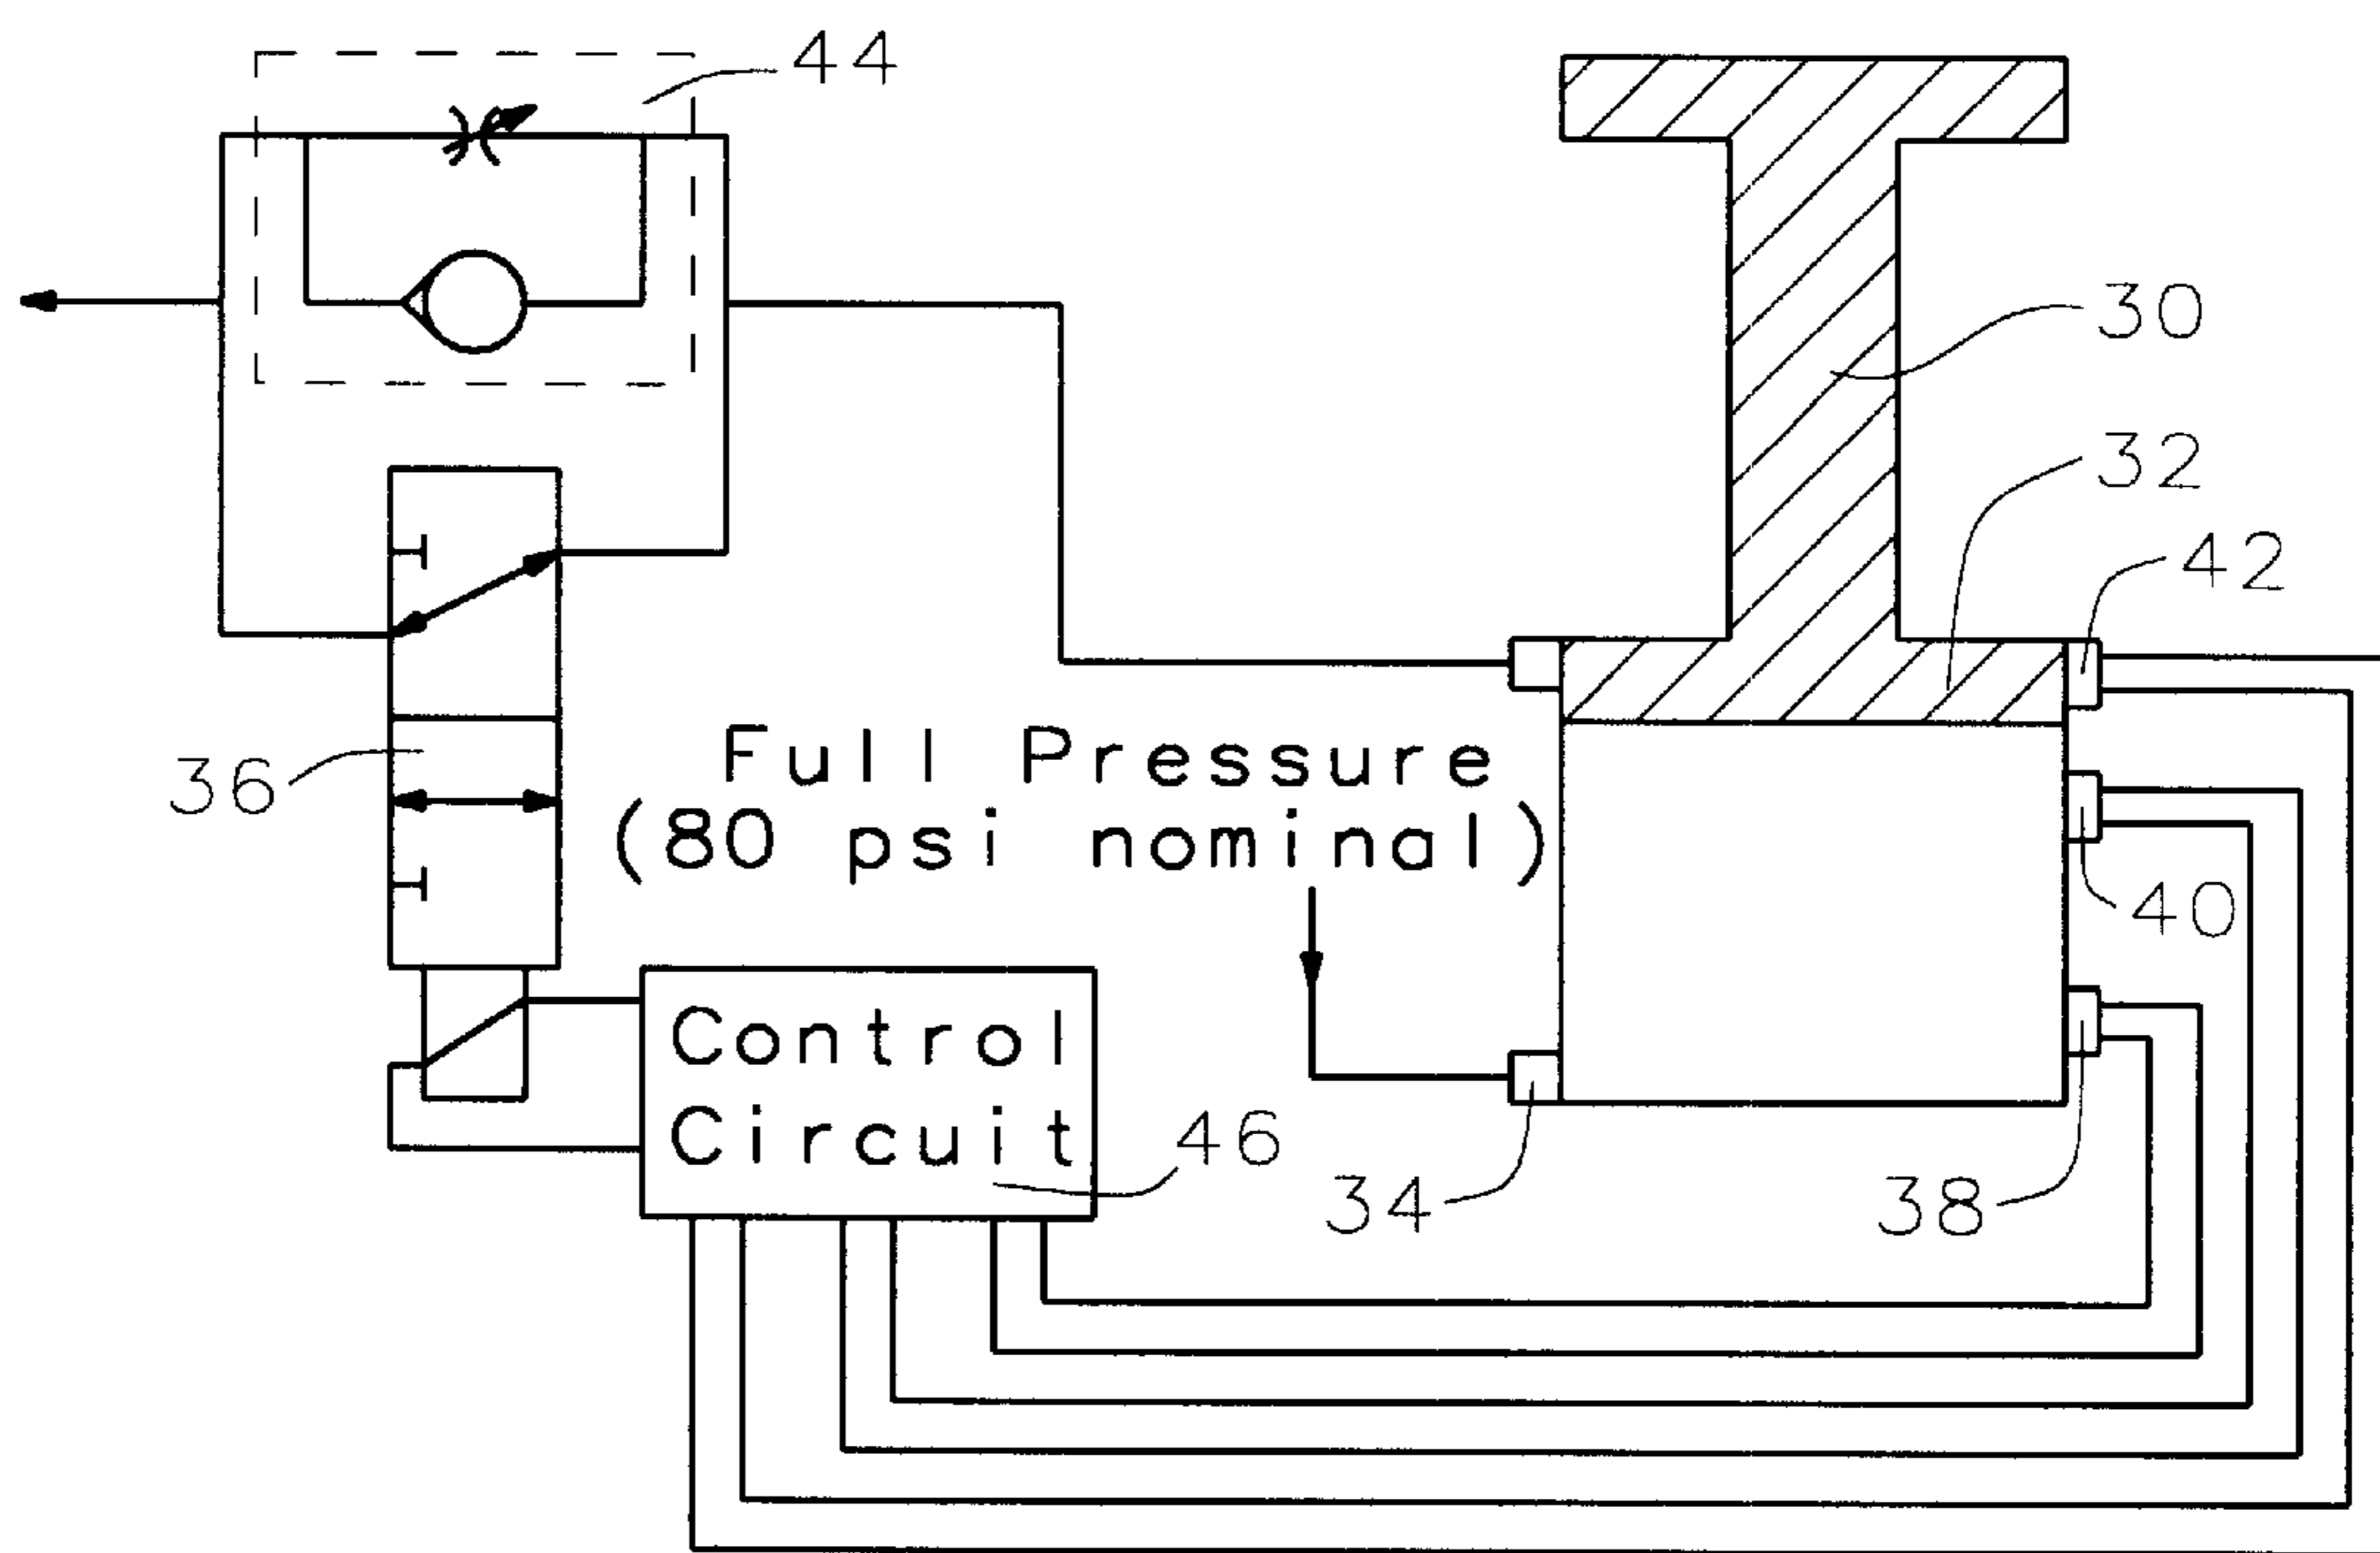 44
30
32
42
36
Full Pressure
(80 psi nominal)
40
Control
Circuit
46
34
38